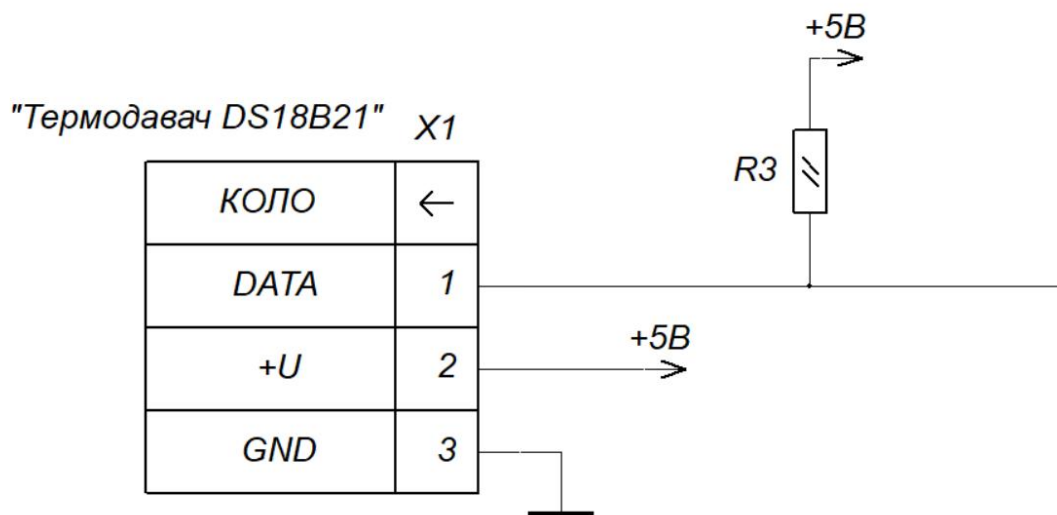 +5В
"Термодавач DS18B21" X1
R3
КОЛО ←
DATA 1
+5В
+U 2
GND 3